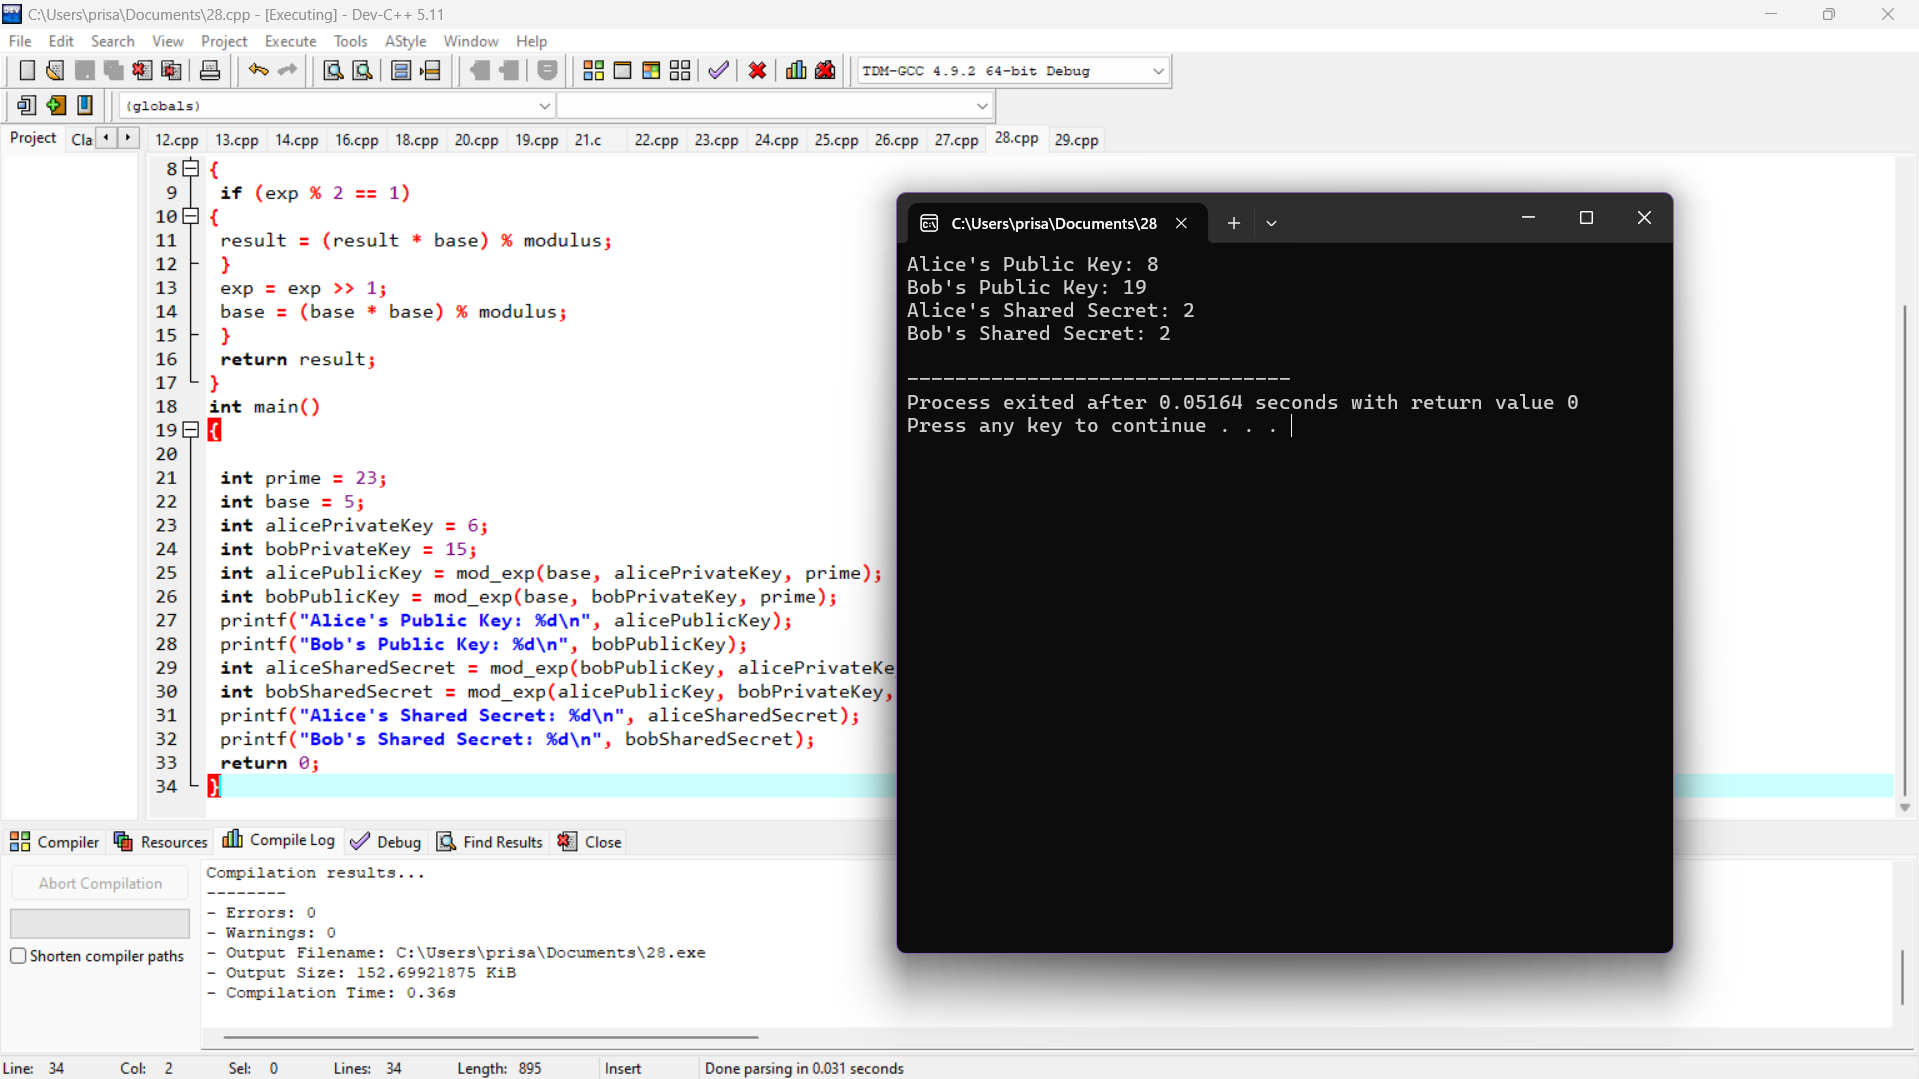 C:\Users\prisa\Documents\28.cpp - [Executing] - Dev-C++ 5.11
File Edit Search View Project Execute Tools AStyle Window Help
TDM-GCC 4.9.2 64-bit Debug
(globals)
Project Cla 12.cpp 13.cpp 14.cpp 16.cpp 18.cpp 20.cpp 19.cpp 21.c 22.cpp 23.cpp 24.cpp 25.cpp 26.cpp 27.cpp 28.cpp 29.cpp
8 {
9 if (exp % 2 == 1)
10 {
11 result = (result * base) % modulus;
12 }
13 exp = exp >> 1;
14 base = (base * base) % modulus;
15 }
16 return result;
17 }
18 int main()
19 {
20
21 int prime = 23;
22 int base = 5;
23 int alicePrivateKey = 6;
24 int bobPrivateKey = 15;
25 int alicePublicKey = mod_exp(base, alicePrivateKey, prime);
26 int bobPublicKey = mod_exp(base, bobPrivateKey, prime);
27 printf("Alice's Public Key: %d\n", alicePublicKey);
28 printf("Bob's Public Key: %d\n", bobPublicKey);
29 int aliceSharedSecret = mod_exp(bobPublicKey, alicePrivateKe
30 int bobSharedSecret = mod_exp(alicePublicKey, bobPrivateKey,
31 printf("Alice's Shared Secret: %d\n", aliceSharedSecret);
32 printf("Bob's Shared Secret: %d\n", bobSharedSecret);
33 return 0;
34 }
C:\Users\prisa\Documents\28
Alice's Public Key: 8
Bob's Public Key: 19
Alice's Shared Secret: 2
Bob's Shared Secret: 2
--------------------------------
Process exited after 0.05164 seconds with return value 0
Press any key to continue . . .
Compiler Resources Compile Log Debug Find Results Close
Abort Compilation
Shorten compiler paths
Compilation results...
--------
- Errors: 0
- Warnings: 0
- Output Filename: C:\Users\prisa\Documents\28.exe
- Output Size: 152.69921875 KiB
- Compilation Time: 0.36s
Line: 34 Col: 2 Sel: 0 Lines: 34 Length: 895 Insert Done parsing in 0.031 seconds